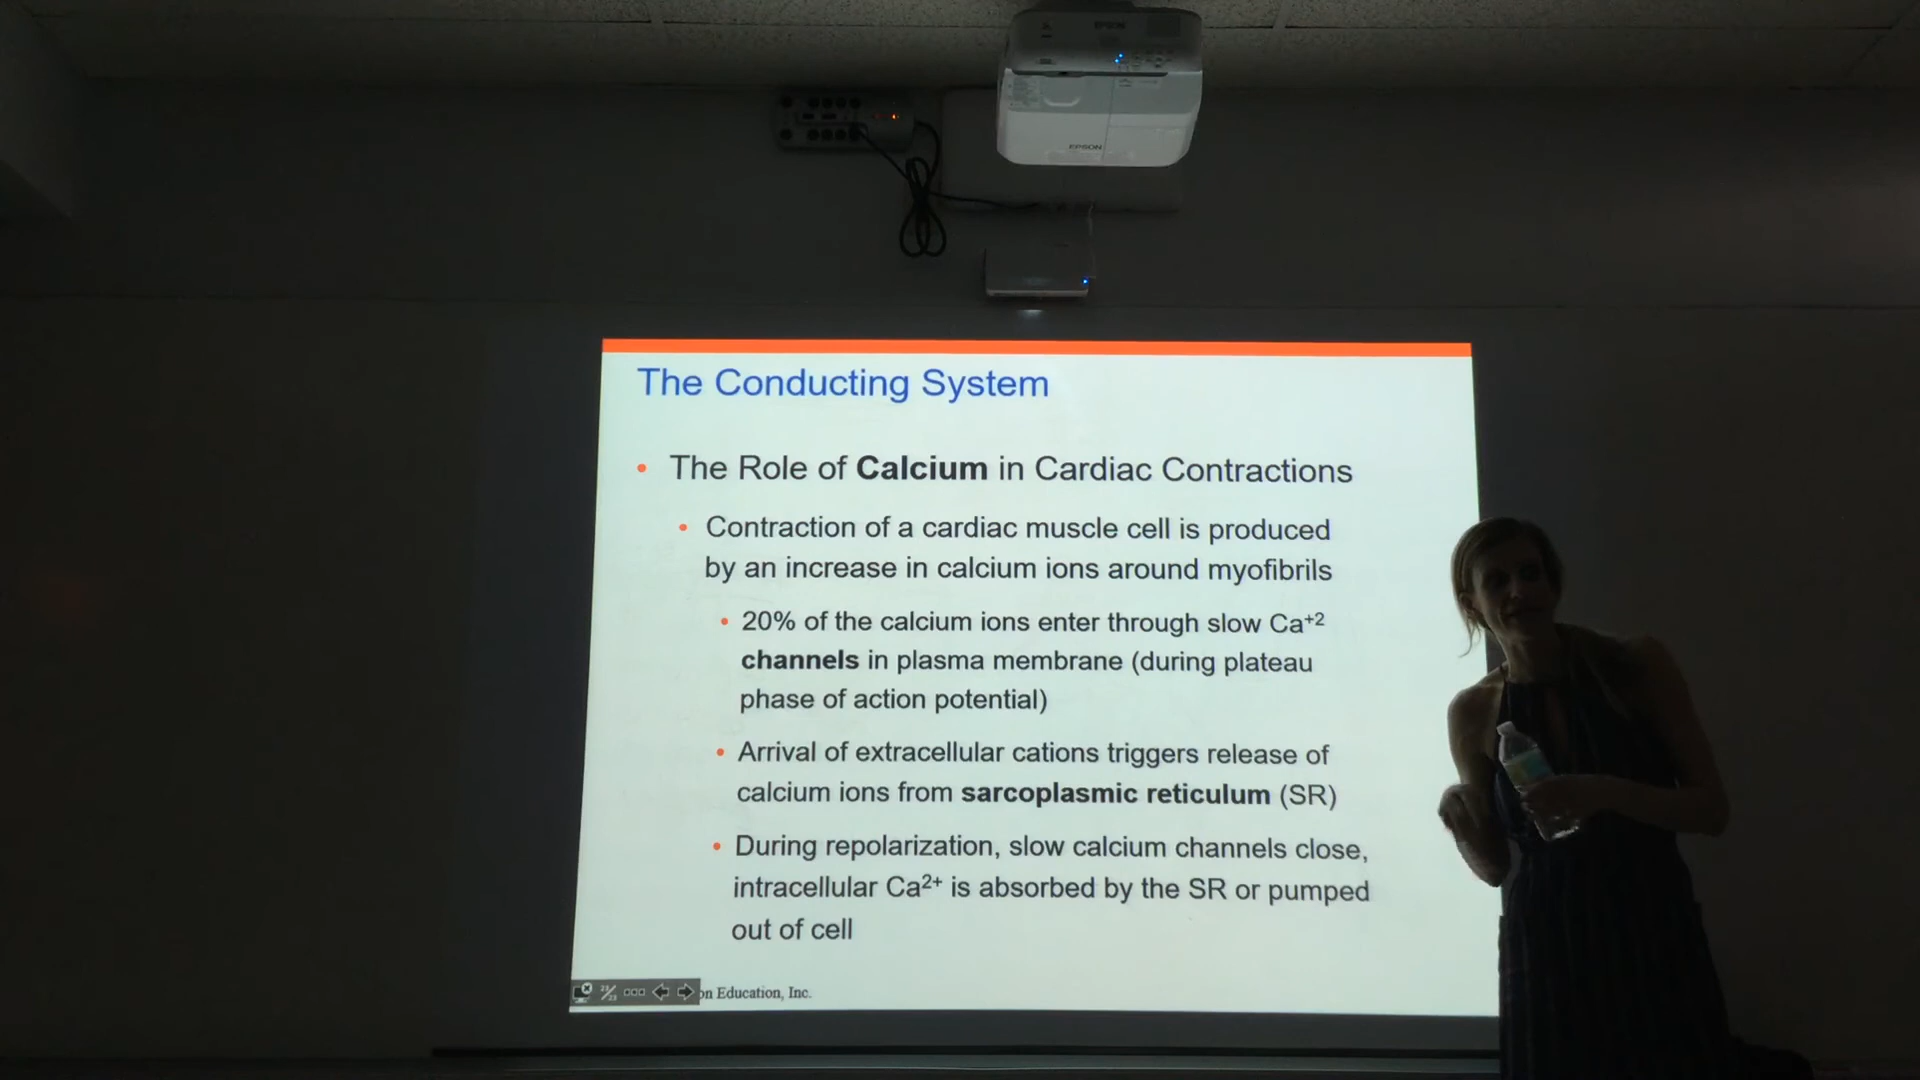 EPSON
EPSON
The Conducting System
• The Role of Calcium in Cardiac Contractions
• Contraction of a cardiac muscle cell is produced
by an increase in calcium ions around myofibrils
• 20% of the calcium ions enter through slow Ca+2
channels in plasma membrane (during plateau
phase of action potential)
• Arrival of extracellular cations triggers release of
calcium ions from sarcoplasmic reticulum (SR)
• During repolarization, slow calcium channels close,
intracellular Ca2+ is absorbed by the SR or pumped
out of cell
on Education, Inc.